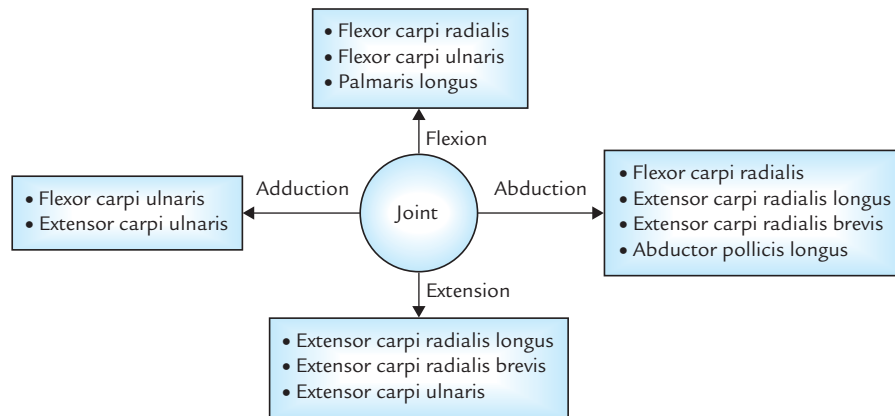 • Flexor carpi radialis
• Flexor carpi ulnaris
• Palmaris longus
Flexion
Adduction
• Flexor carpi ulnaris
• Extensor carpi ulnaris
Joint
Abduction
• Flexor carpi radialis
• Extensor carpi radialis longus
• Extensor carpi radialis brevis
• Abductor pollicis longus
Extension
• Extensor carpi radialis longus
• Extensor carpi radialis brevis
• Extensor carpi ulnaris